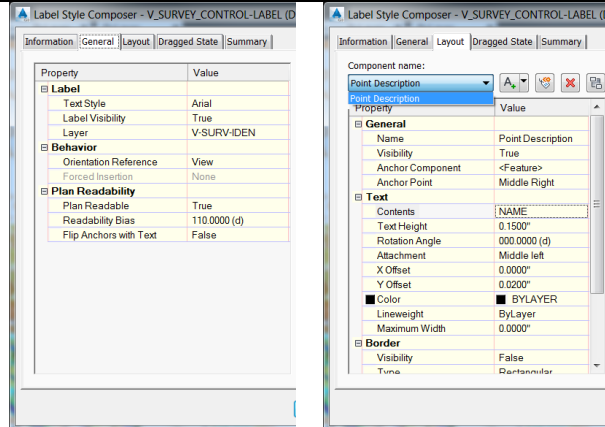 Label Style Composer - V_SURVEY_CONTROL-LABEL (D
Information General Layout Dragged State Summary
Property Value
Label
Text Style Arial
Label Visibility True
Layer V-SURV-IDEN
Behavior
Orientation Reference View
Forced Insertion None
Plan Readability
Plan Readable True
Readability Bias 110.0000 (d)
Flip Anchors with Text False
Label Style Composer - V_SURVEY_CONTROL-LABEL (D
Information General Layout Dragged State Summary
Component name:
Point Description
Point Description
Property Value
General
Name Point Description
Visibility True
Anchor Component <Feature>
Anchor Point Middle Right
Text
Contents NAME
Text Height 0.1500"
Rotation Angle 000.0000 (d)
Attachment Middle left
X Offset 0.0000"
Y Offset 0.0200"
Color BYLAYER
Lineweight ByLayer
Maximum Width 0.0000"
Border
Visibility False
Type Rectangular